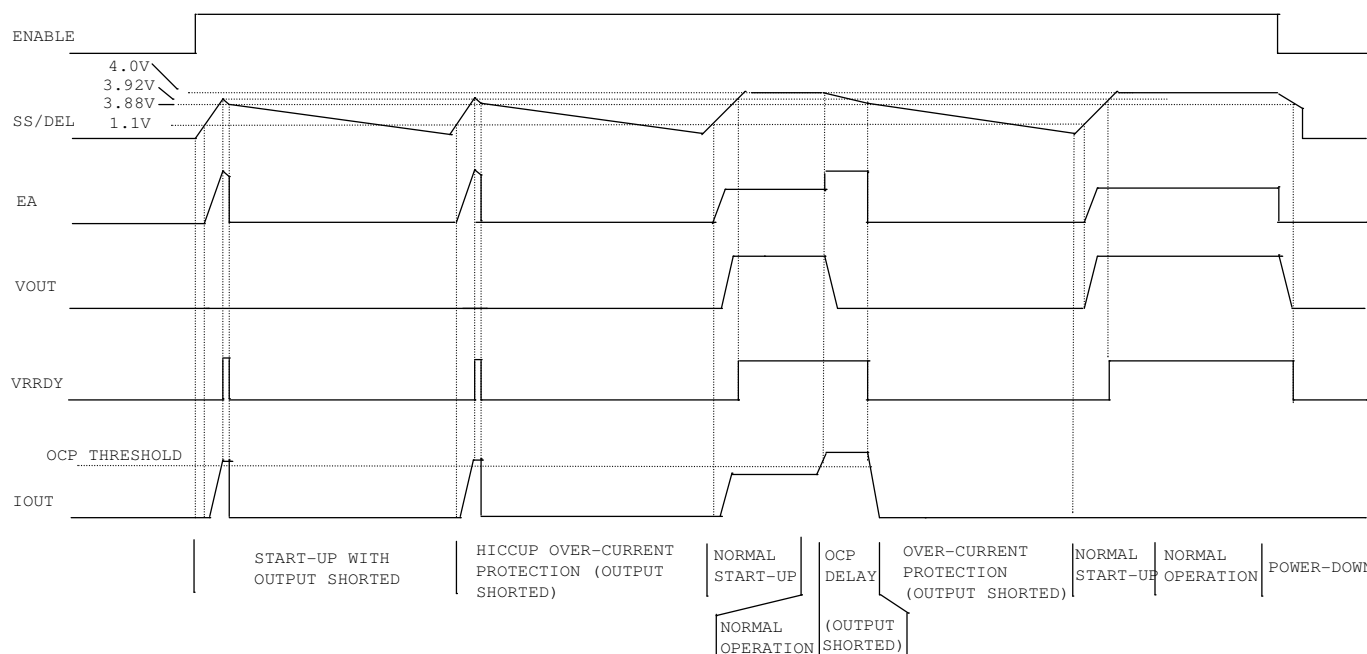 ENABLE
4.0V
3.92V
3.88V
SS/DEL
1.1V
EA
VOUT
VRRDY
OCP THRESHOLD
IOUT
START-UP WITH
OUTPUT SHORTED
HICCUP OVER-CURRENT
PROTECTION (OUTPUT
SHORTED)
NORMAL
START-UP
NORMAL
OPERATION
OCP
DELAY
(OUTPUT
SHORTED)
OVER-CURRENT
PROTECTION
(OUTPUT SHORTED)
NORMAL
START-UP
NORMAL
OPERATION
POWER-DOWN